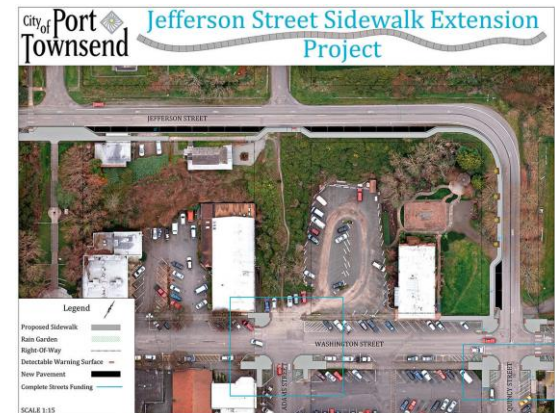 City of Port Townsend
Jefferson Street Sidewalk Extension
Project
JEFFERSON STREET
WASHINGTON STREET
ADAMS STREET
QUINCY STREET
Legend
Proposed Sidewalk
Rain Garden
Right-Of-Way
Detectable Warning Surface
New Pavement
Complete Streets Funding
SCALE 1:15